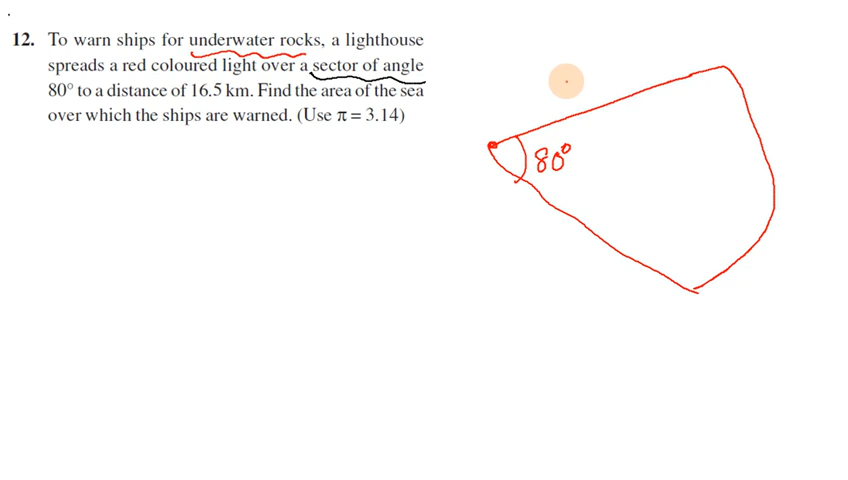 12. To warn ships for underwater rocks, a lighthouse
spreads a red coloured light over a sector of angle
80° to a distance of 16.5 km. Find the area of the sea
over which the ships are warned. (Use π = 3.14)
80°